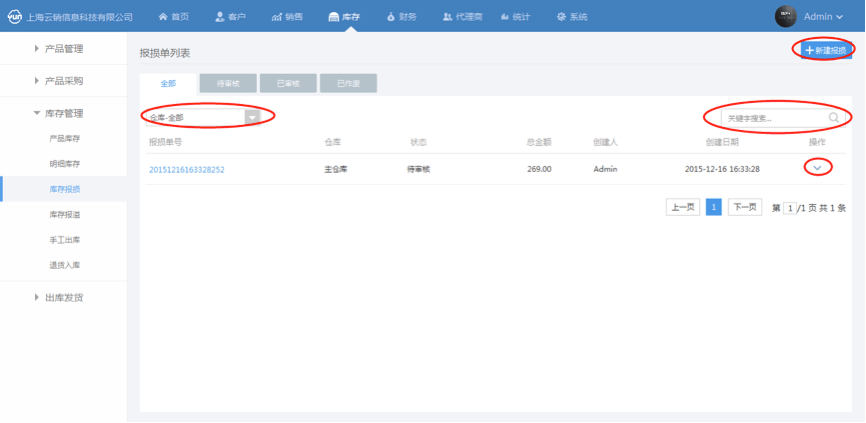 上海云销信息科技有限公司 首页 客户 销售 库存 财务 代理商 统计 系统 Admin
产品管理
产品采购
库存管理
产品库存
明细库存
库存报损
库存报溢
手工出库
退货入库
出库发货
报损单列表
新建报损
全部 待审核 已审核 已作废
仓库-全部
关键字搜索...
报损单号 仓库 状态 总金额 创建人 创建日期 操作
20151216163328252 主仓库 待审核 269.00 Admin 2015-12-16 16:33:28
上一页 1 下一页 第 1 /1 页 共 1 条